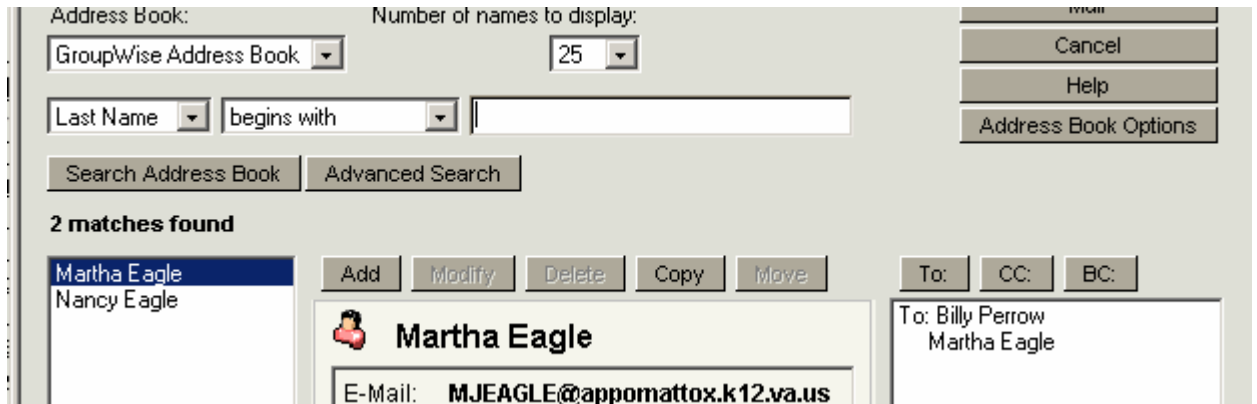 Address Book: Number of names to display: Mail
GroupWise Address Book 25 Cancel
Help
Last Name begins with Address Book Options
Search Address Book Advanced Search
2 matches found
Martha Eagle Add Modify Delete Copy Move To: CC: BC:
Nancy Eagle To: Billy Perrow
Martha Eagle Martha Eagle
E-Mail: MJEAGLE@appomattox.k12.va.us